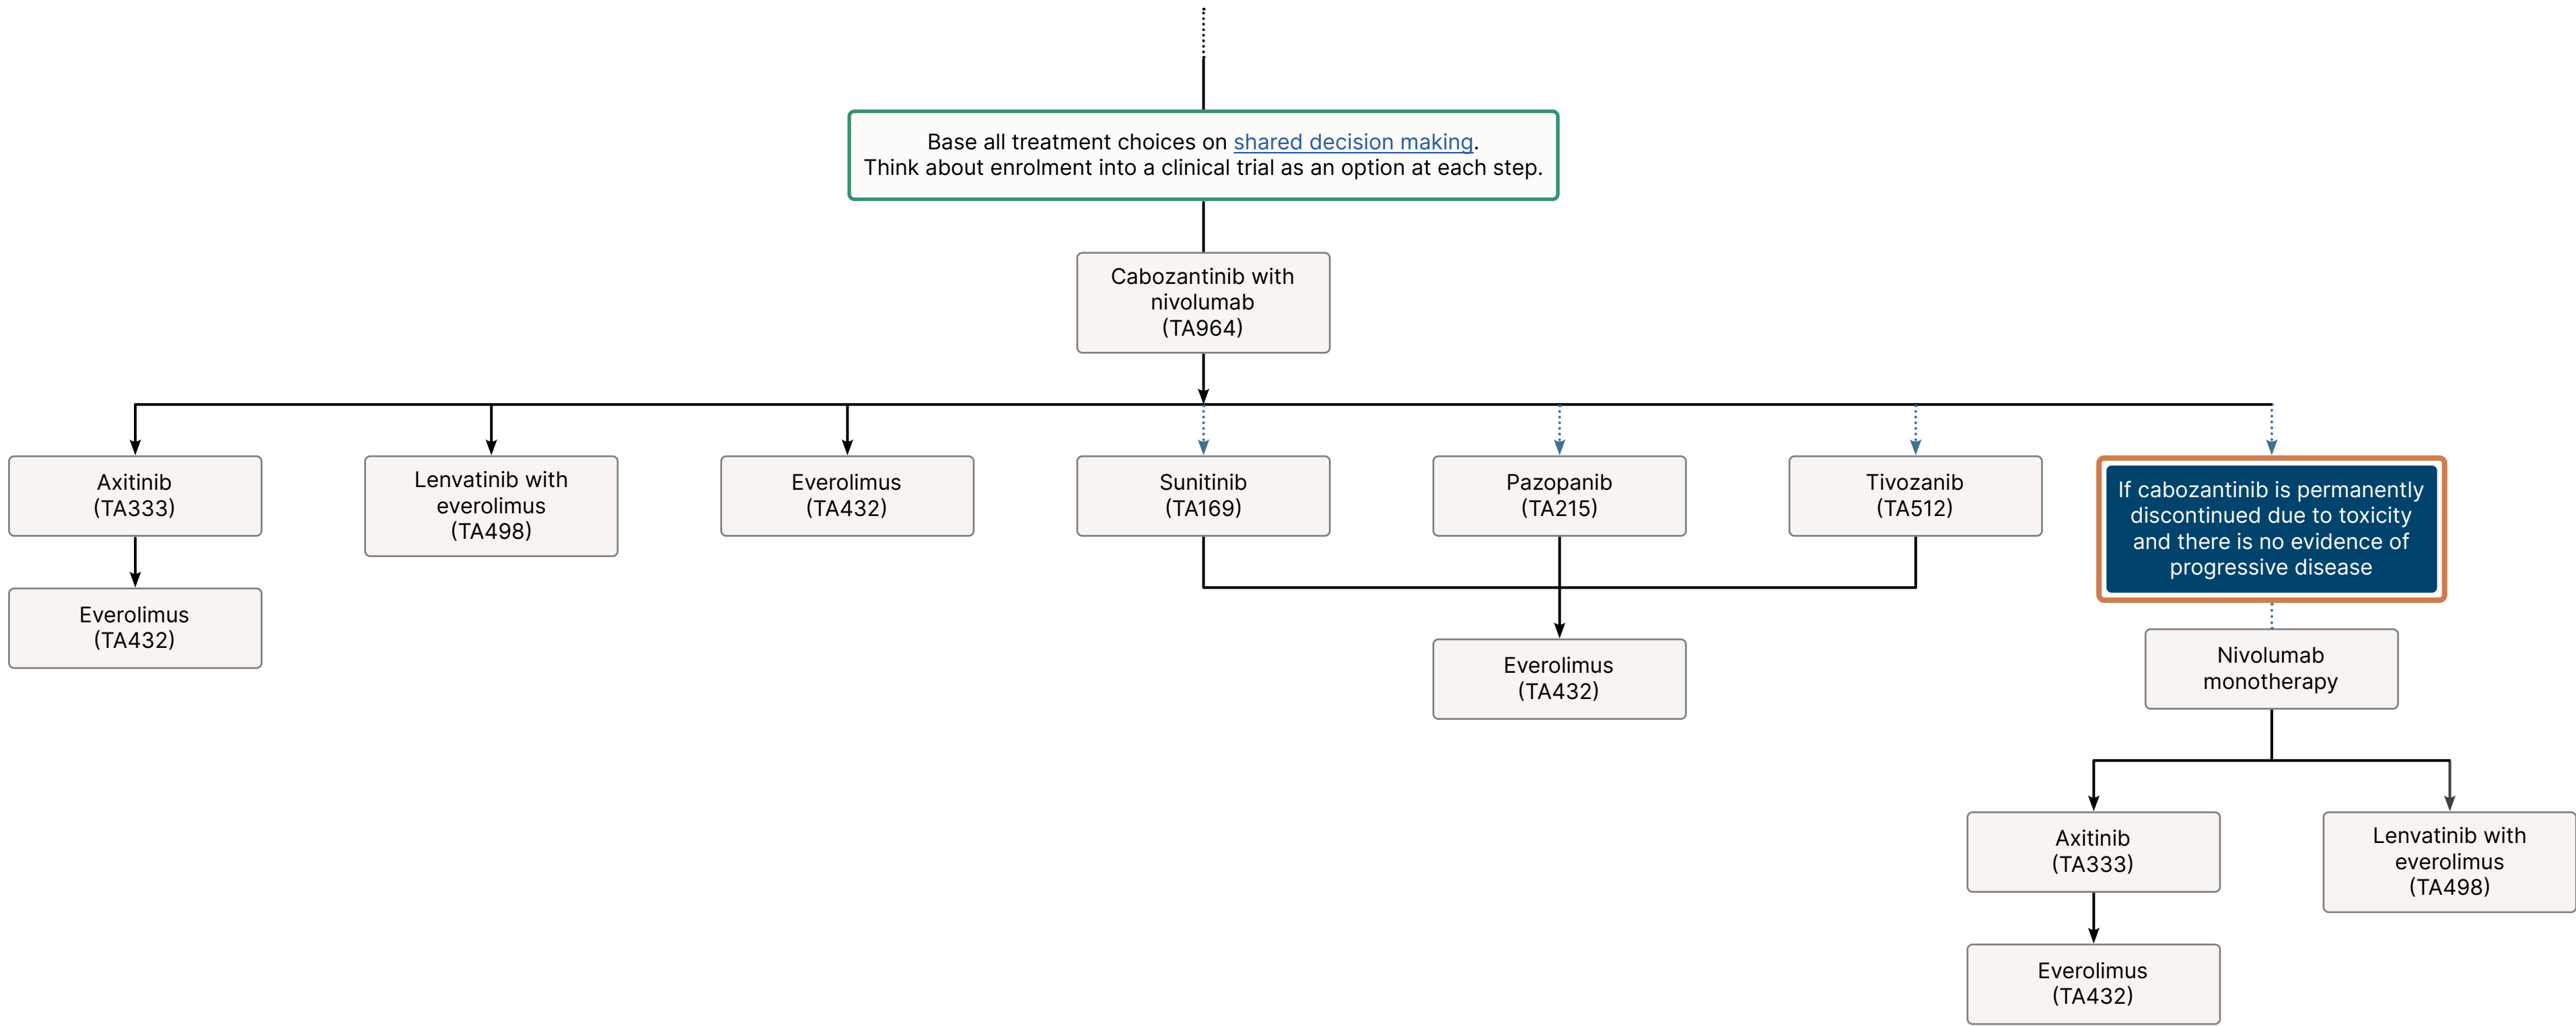 Base all treatment choices on shared decision making.
Think about enrolment into a clinical trial as an option at each step.
Cabozantinib with
nivolumab
(TA964)
Axitinib
(TA333)
Lenvatinib with
everolimus
(TA498)
Everolimus
(TA432)
Sunitinib
(TA169)
Pazopanib
(TA215)
Tivozanib
(TA512)
If cabozantinib is permanently
discontinued due to toxicity
and there is no evidence of
progressive disease
Everolimus
(TA432)
Everolimus
(TA432)
Nivolumab
monotherapy
Axitinib
(TA333)
Lenvatinib with
everolimus
(TA498)
Everolimus
(TA432)